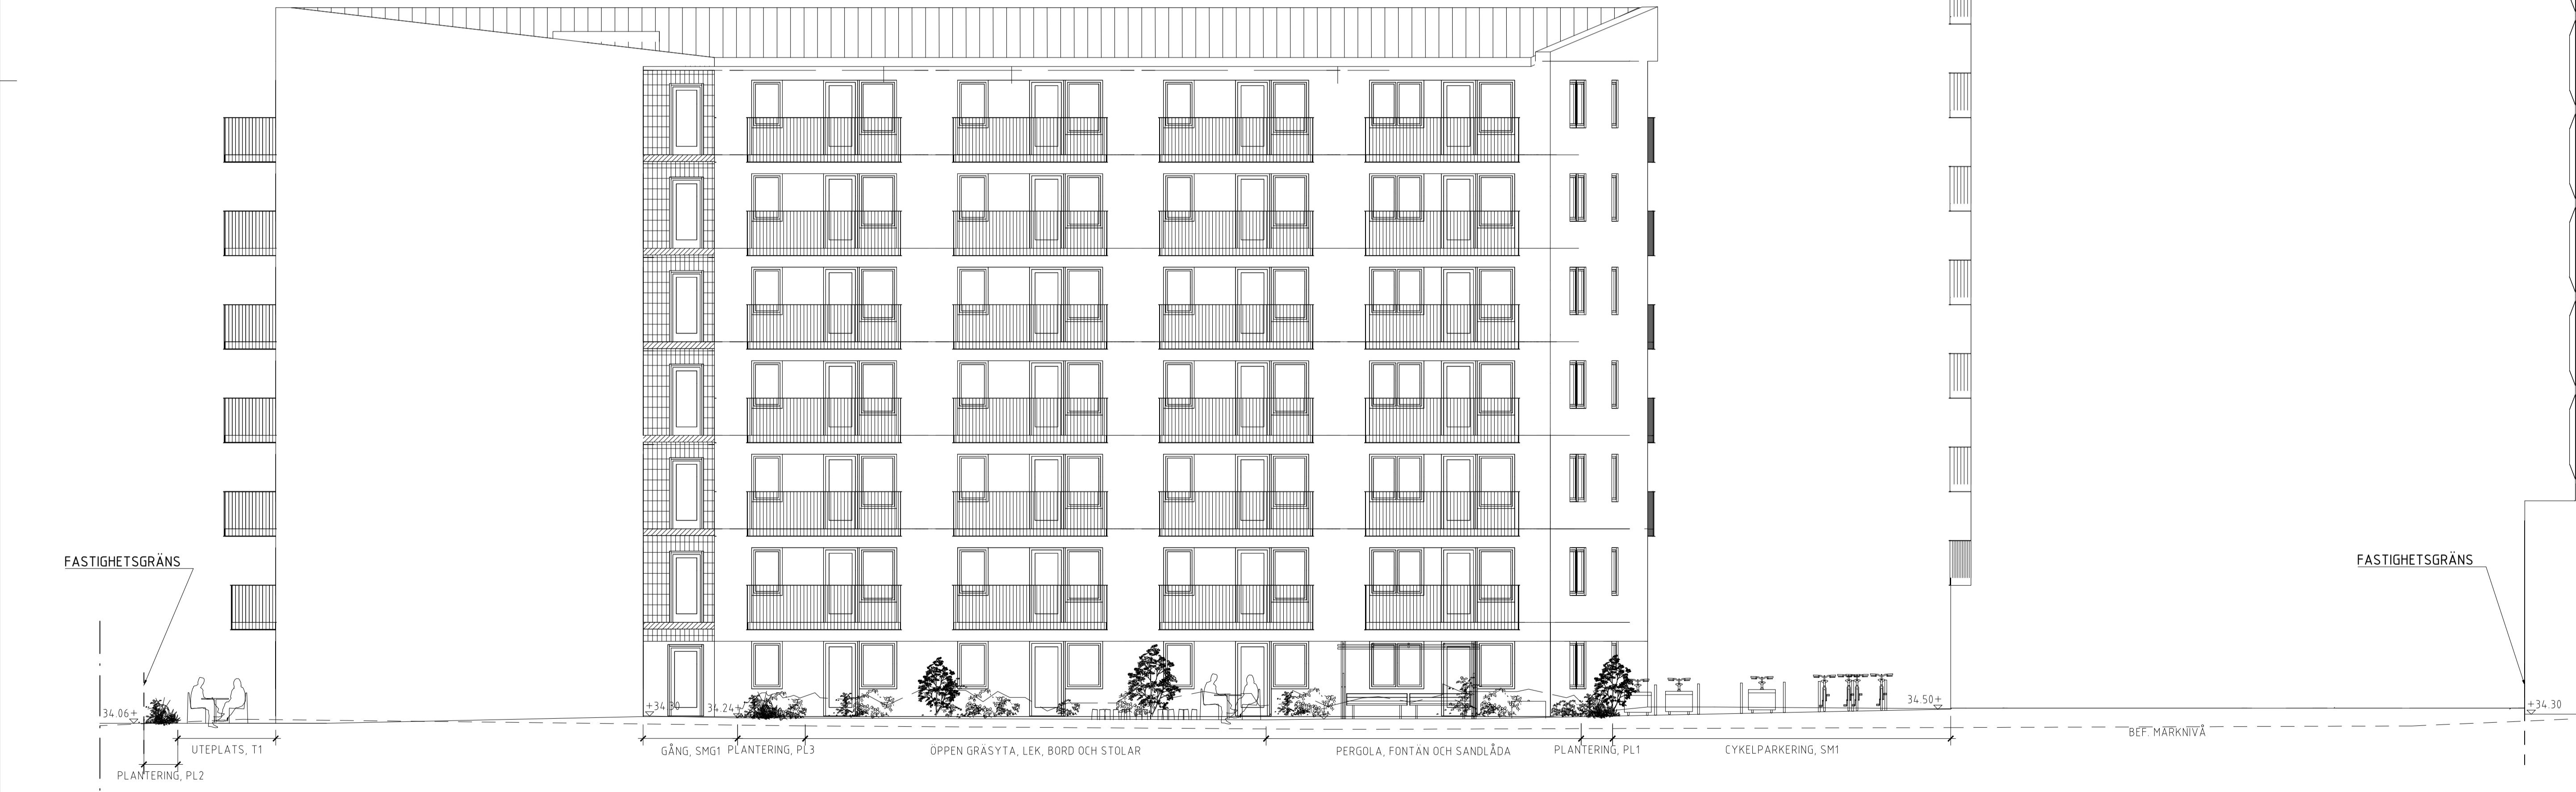 FASTIGHETSGRÄNS
FASTIGHETSGRÄNS
34.06+
+34.30
34.24+
34.50+
+34.30
BEF. MARKNIVÅ
UTEPLATS, T1
GÅNG, SMG1
PLANTERING, PL3
ÖPPEN GRÄSYTA, LEK, BORD OCH STOLAR
PERGOLA, FONTÄN OCH SANDLÅDA
PLANTERING, PL1
CYKELPARKERING, SM1
PLANTERING, PL2